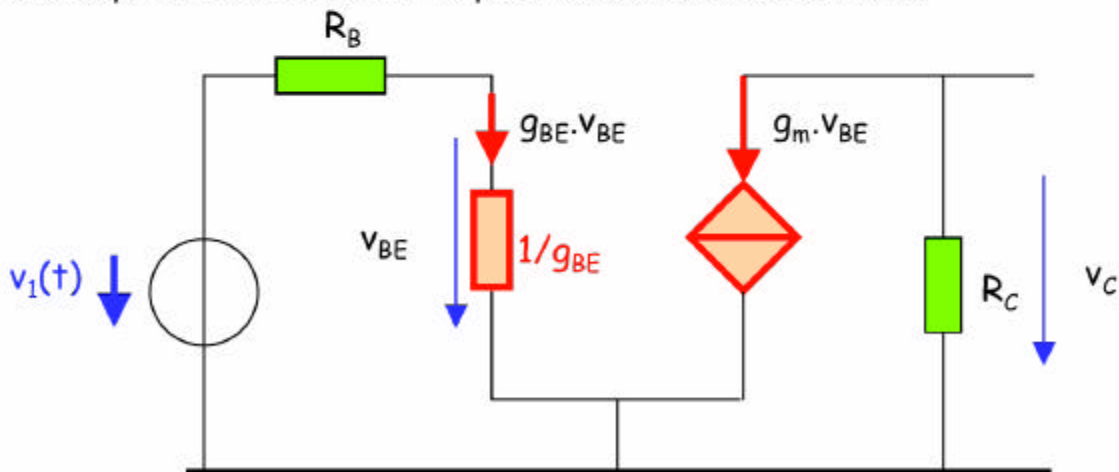 R_B
g_BE.v_BE
g_m.v_BE
v_BE
1/g_BE
v_1(t)
R_C
v_C